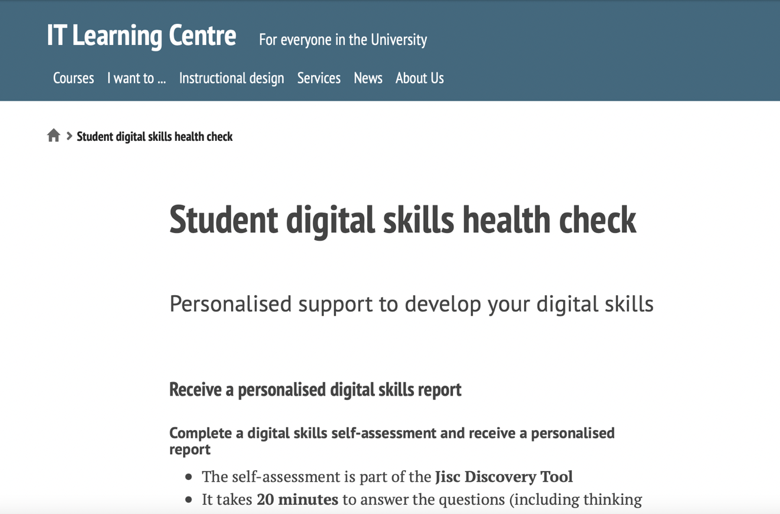 IT Learning Centre For everyone in the University
Courses I want to ... Instructional design Services News About Us
Student digital skills health check
Student digital skills health check
Personalised support to develop your digital skills
Receive a personalised digital skills report
Complete a digital skills self-assessment and receive a personalised
report
The self-assessment is part of the Jisc Discovery Tool
It takes 20 minutes to answer the questions (including thinking